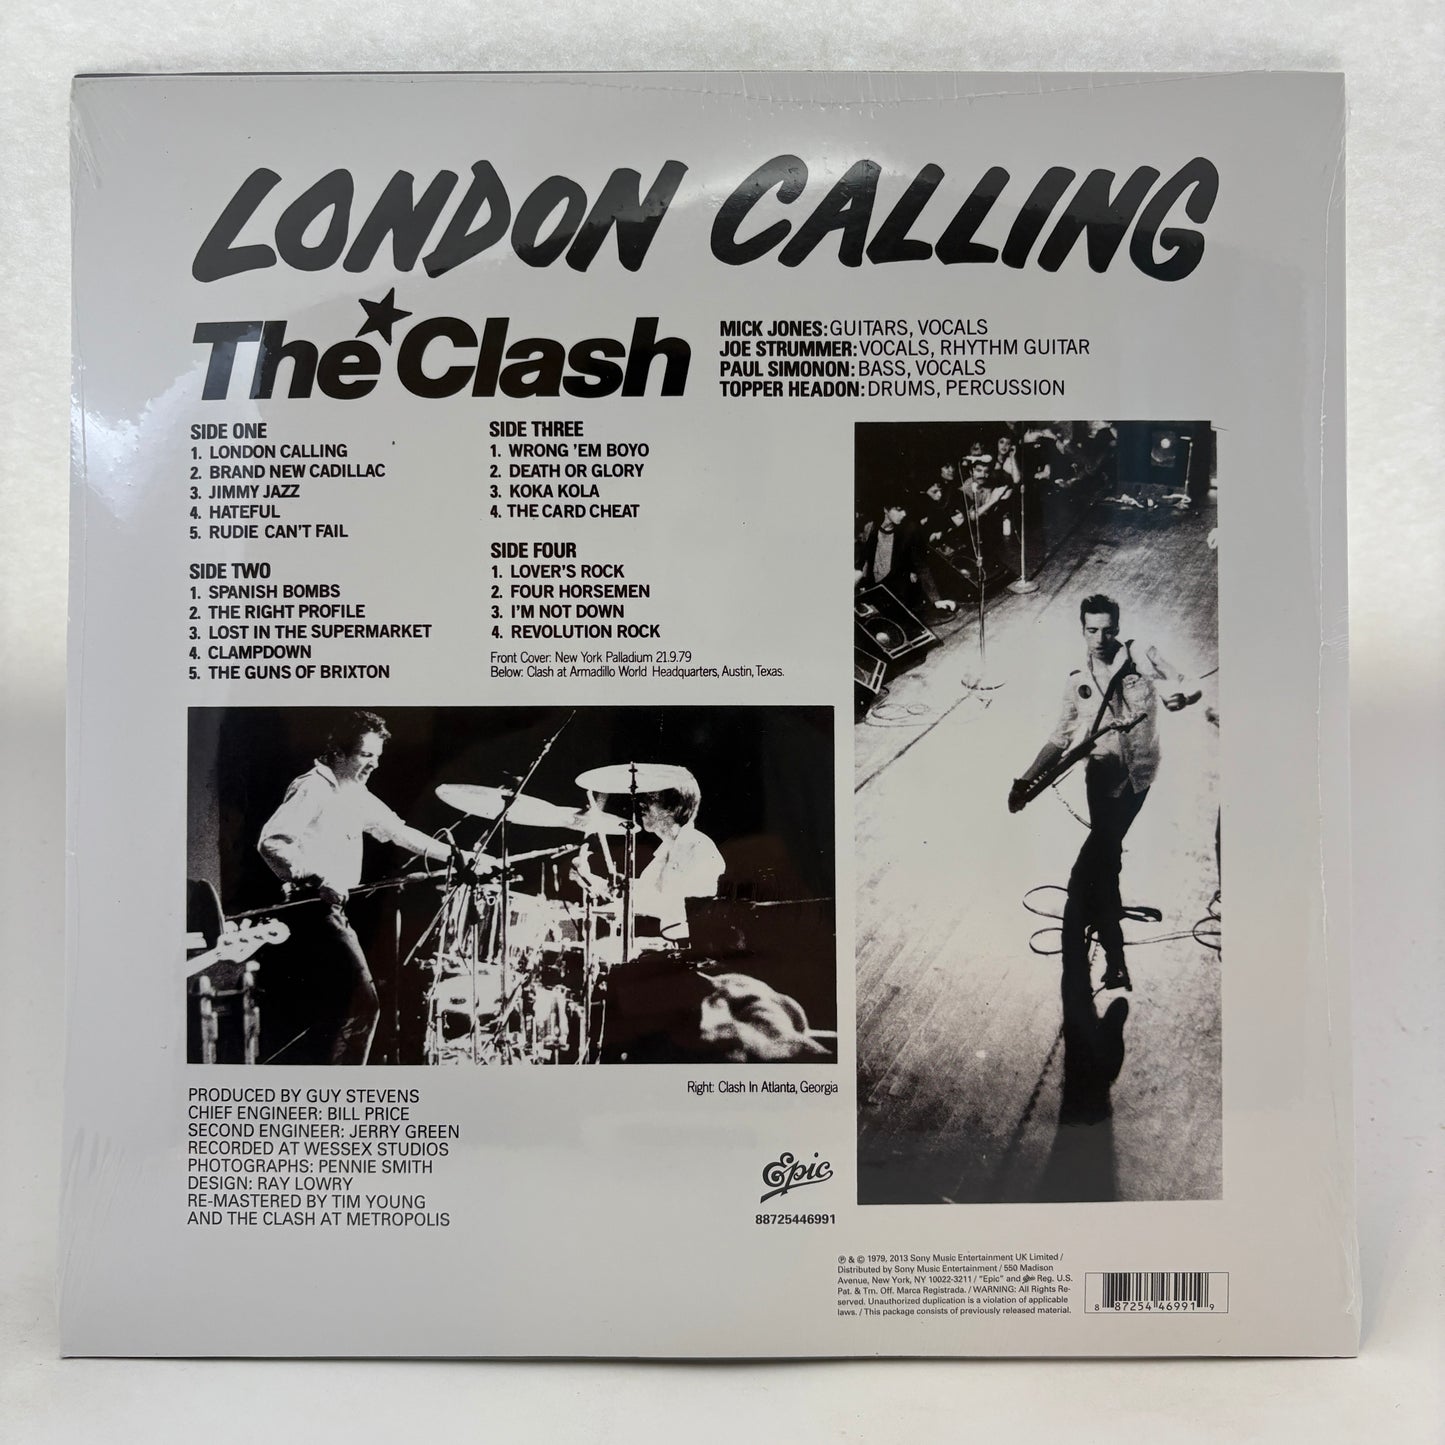 LONDON CALLING
The Clash
MICK JONES: GUITARS, VOCALS
JOE STRUMMER: VOCALS, RHYTHM GUITAR
PAUL SIMONON: BASS, VOCALS
TOPPER HEADON: DRUMS, PERCUSSION
SIDE ONE
1. LONDON CALLING
2. BRAND NEW CADILLAC
3. JIMMY JAZZ
4. HATEFUL
5. RUDIE CAN'T FAIL
SIDE TWO
1. SPANISH BOMBS
2. THE RIGHT PROFILE
3. LOST IN THE SUPERMARKET
4. CLAMPDOWN
5. THE GUNS OF BRIXTON
SIDE THREE
1. WRONG 'EM BOYO
2. DEATH OR GLORY
3. KOKA KOLA
4. THE CARD CHEAT
SIDE FOUR
1. LOVER'S ROCK
2. FOUR HORSEMEN
3. I'M NOT DOWN
4. REVOLUTION ROCK
Front Cover: New York Palladium 21.9.79
Below: Clash at Armadillo World Headquarters, Austin, Texas.
Right: Clash In Atlanta, Georgia
PRODUCED BY GUY STEVENS
CHIEF ENGINEER: BILL PRICE
SECOND ENGINEER: JERRY GREEN
RECORDED AT WESSEX STUDIOS
PHOTOGRAPHS: PENNIE SMITH
DESIGN: RAY LOWRY
RE-MASTERED BY TIM YOUNG
AND THE CLASH AT METROPOLIS
Epic
88725446991
℗ & © 1979, 2013 Sony Music Entertainment UK Limited /
Distributed by Sony Music Entertainment / 550 Madison
Avenue, New York, NY 10022-3211 / "Epic" and Epic Reg. U.S.
Pat. & Tm. Off. Marca Registrada. / WARNING: All Rights Re-
served. Unauthorized duplication is a violation of applicable
laws. / This package consists of previously released material.
8 87254 46991 9